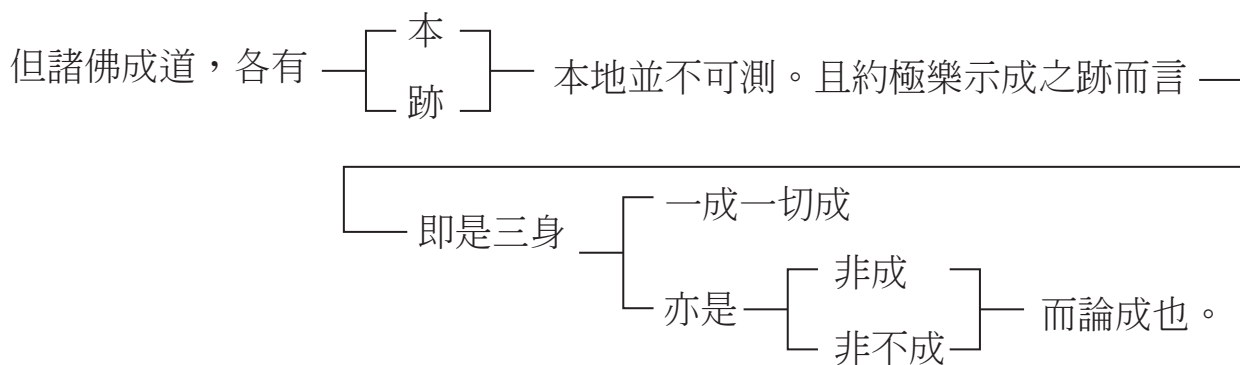 但諸佛成道，各有
本
跡
本地並不可測。且約極樂示成之跡而言
即是三身
一成一切成
亦是
非成
非不成
而論成也。